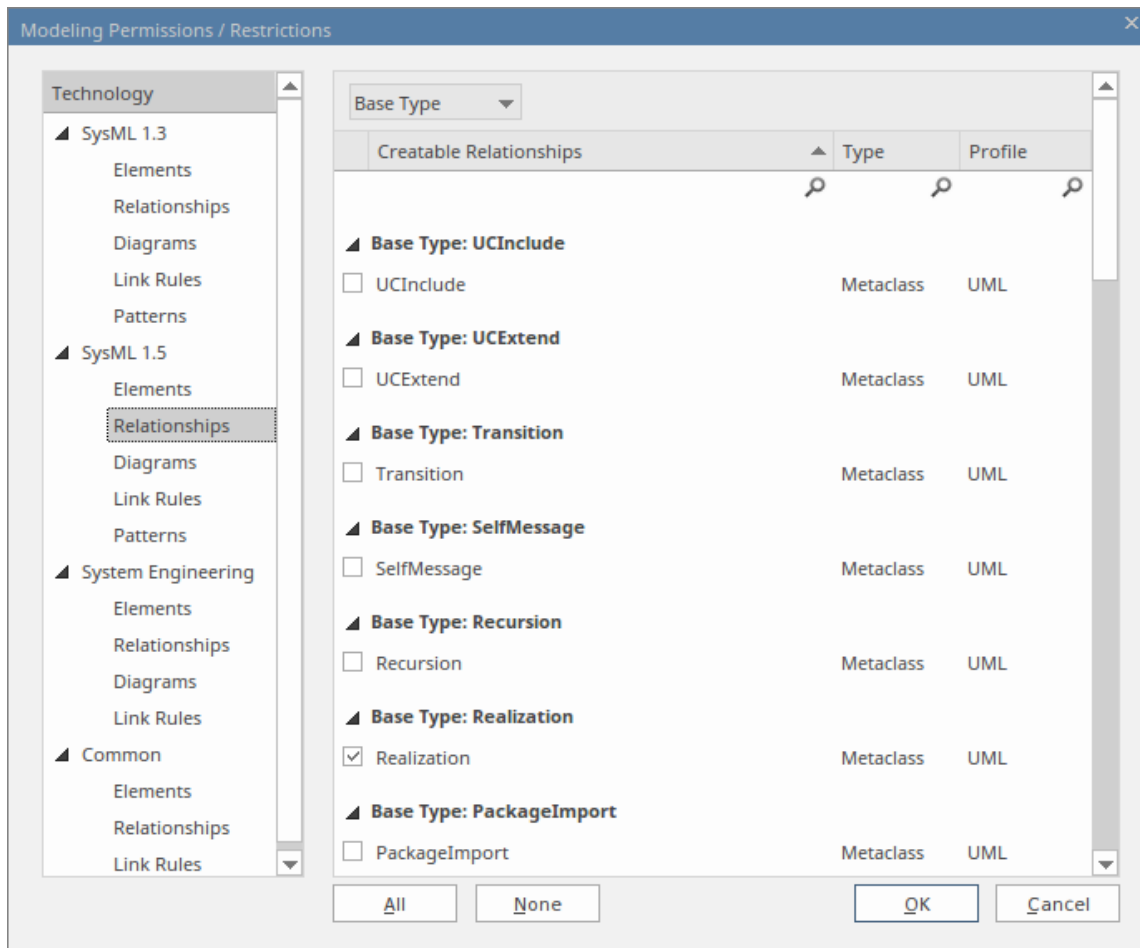 Modeling Permissions / Restrictions
Technology
SysML 1.3
Elements
Relationships
Diagrams
Link Rules
Patterns
SysML 1.5
Elements
Relationships
Diagrams
Link Rules
Patterns
System Engineering
Elements
Relationships
Diagrams
Link Rules
Common
Elements
Relationships
Link Rules
Base Type
Creatable Relationships Type Profile
Base Type: UCInclude
UCInclude Metaclass UML
Base Type: UCExtend
UCExtend Metaclass UML
Base Type: Transition
Transition Metaclass UML
Base Type: SelfMessage
SelfMessage Metaclass UML
Base Type: Recursion
Recursion Metaclass UML
Base Type: Realization
Realization Metaclass UML
Base Type: PackageImport
PackageImport Metaclass UML
All None OK Cancel